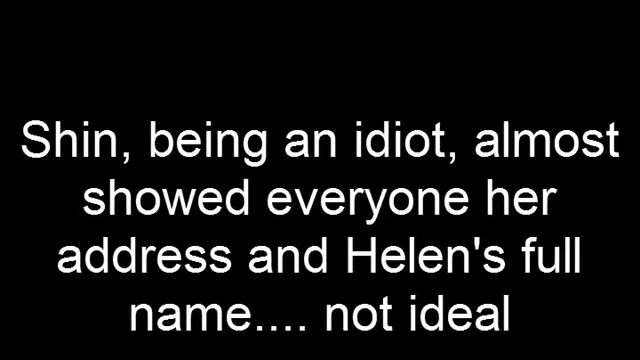 Shin, being an idiot, almost
showed everyone her
address and Helen's full
name.... not ideal